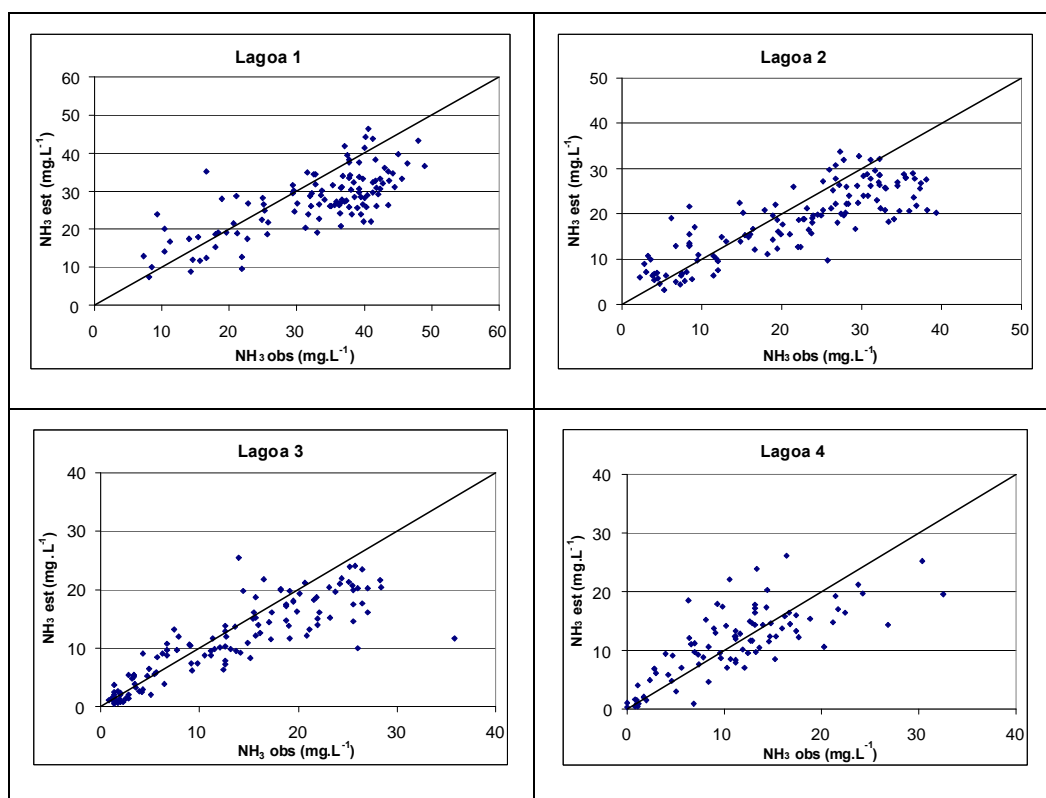 Lagoa 1
60
50
40
30
20
10
0
NH₃ est (mg.L⁻¹)
0 10 20 30 40 50 60
NH₃ obs (mg.L⁻¹)
Lagoa 2
50
40
30
20
10
0
NH₃ est (mg.L⁻¹)
0 10 20 30 40 50
NH₃ obs (mg.L⁻¹)
Lagoa 3
40
30
20
10
0
NH₃ est (mg.L⁻¹)
0 10 20 30 40
NH₃ obs (mg.L⁻¹)
Lagoa 4
40
30
20
10
0
NH₃ est (mg.L⁻¹)
0 10 20 30 40
NH₃ obs (mg.L⁻¹)